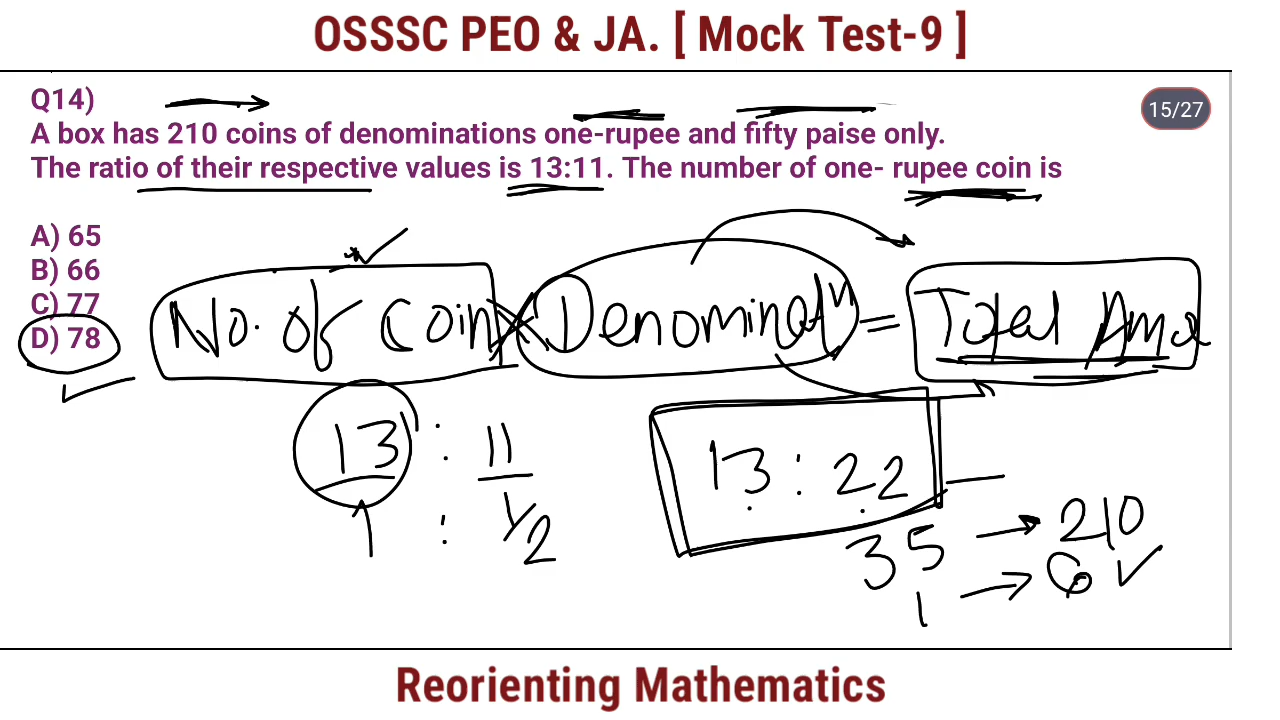 OSSSC PEO & JA. [ Mock Test-9 ]
Q14)
15/27
A box has 210 coins of denominations one-rupee and fifty paise only.
The ratio of their respective values is 13:11. The number of one- rupee coin is
A) 65
B) 66
C) 77
D) 78
No. of Coin × Denominatn = Total Amt
13 : 11
1 : 1/2
13 : 22
35 → 210
1 → 6
Reorienting Mathematics